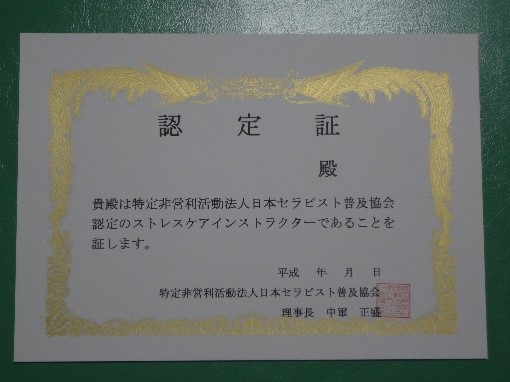 認定証
殿
貴殿は特定非営利活動法人日本セラピスト普及協会
認定のストレスケアインストラクターであることを
証します。
平成 年 月 日
特定非営利活動法人日本セラピスト普及協会
理事長 中軍 正盛